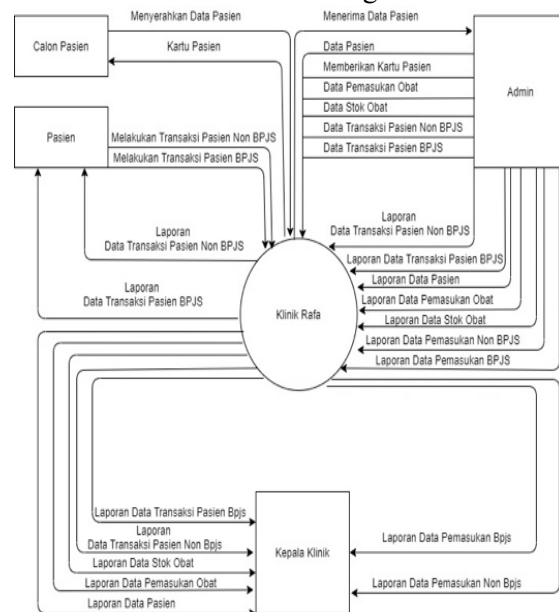 Menyerahkan Data Pasien
Calon Pasien
Kartu Pasien
Menerima Data Pasien
Data Pasien
Memberikan Kartu Pasien
Data Pemasukan Obat
Data Stok Obat
Data Transaksi Pasien Non BPJS
Data Transaksi Pasien BPJS
Admin
Pasien
Melakukan Transaksi Pasien Non BPJS
Melakukan Transaksi Pasien BPJS
Laporan
Data Transaksi Pasien Non BPJS
Laporan
Data Transaksi Pasien BPJS
Klinik Rafa
Laporan
Data Transaksi Pasien Non BPJS
Laporan Data Transaksi Pasien BPJS
Laporan Data Pasien
Laporan Data Pemasukan Obat
Laporan Data Stok Obat
Laporan Data Pemasukan Non BPJS
Laporan Data Pemasukan BPJS
Laporan Data Transaksi Pasien Bpjs
Laporan
Data Transaksi Pasien Non Bpjs
Laporan Data Stok Obat
Laporan Data Pemasukan Obat
Laporan Data Pasien
Kepala Klinik
Laporan Data Pemasukan Bpjs
Laporan Data Pemasukan Non Bpjs